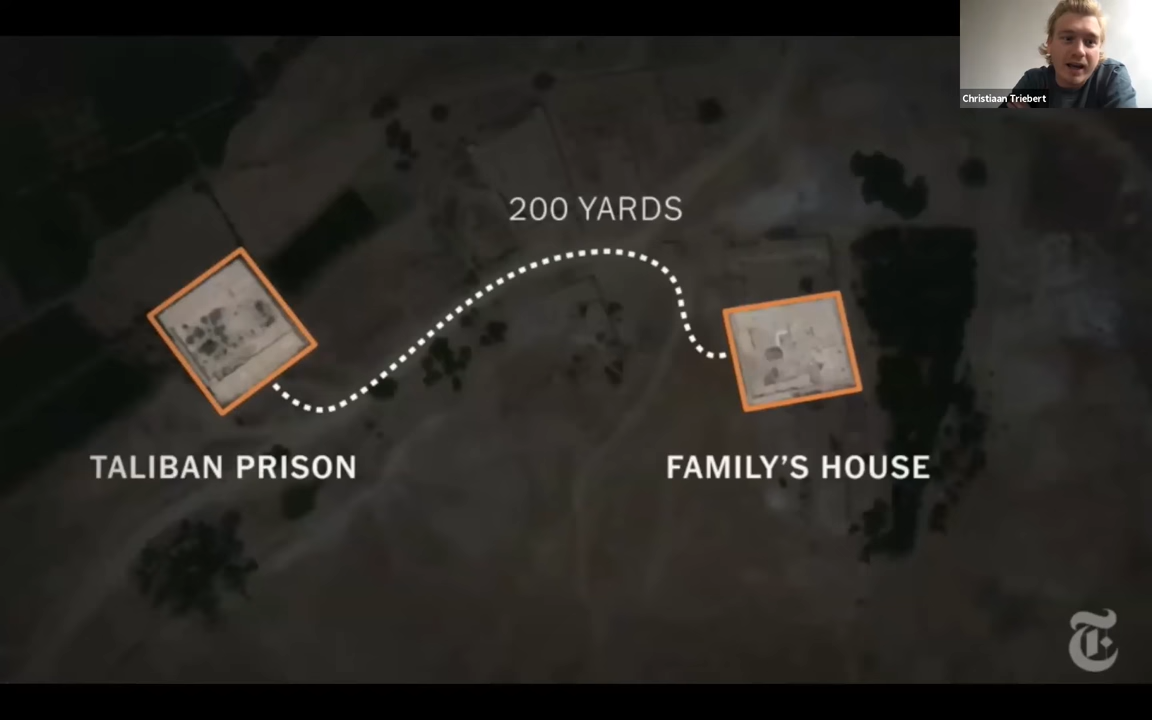 Christiaan Triebert
200 YARDS
TALIBAN PRISON
FAMILY'S HOUSE
T